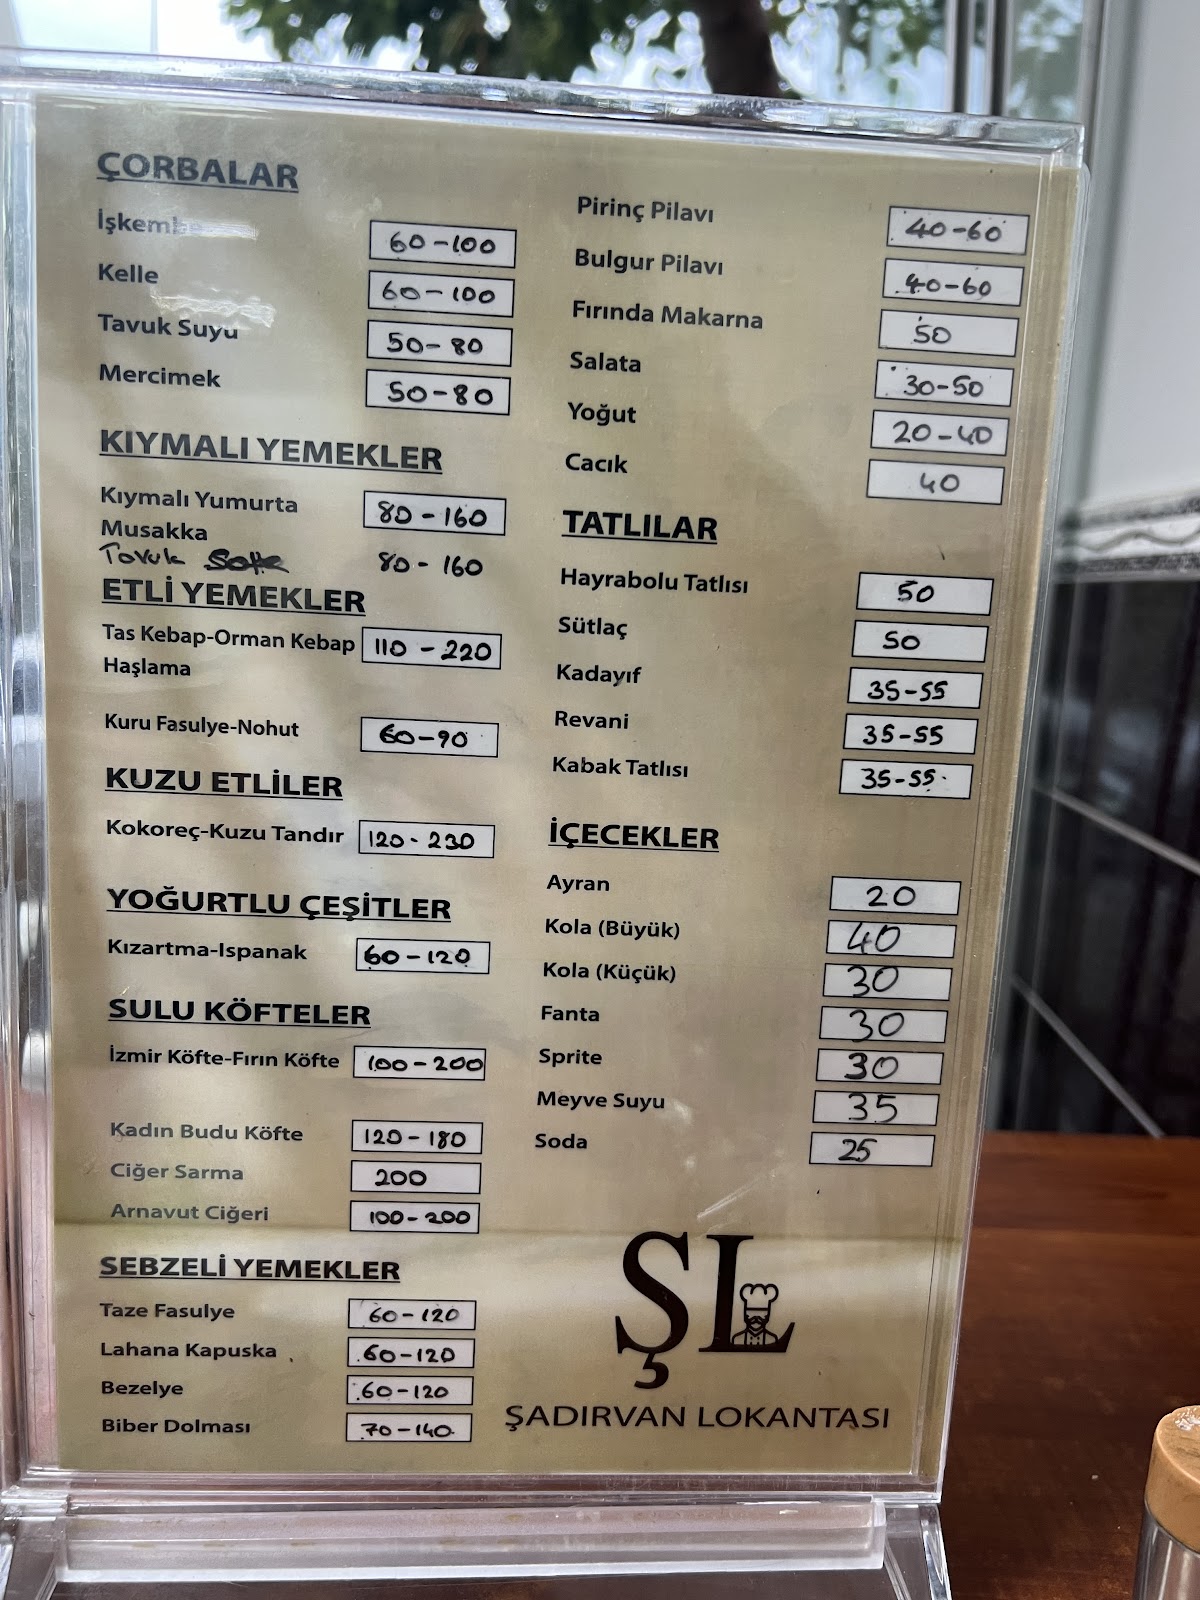 ÇORBALAR
İşkembe 60-100
Kelle 60-100
Tavuk Suyu 50-80
Mercimek 50-80
KIYMALI YEMEKLER
Kıymalı Yumurta 80-160
Musakka
Tavuk Sote 80-160
ETLİ YEMEKLER
Tas Kebap-Orman Kebap 110-220
Haşlama
Kuru Fasulye-Nohut 60-90
KUZU ETLİLER
Kokoreç-Kuzu Tandır 120-230
YOĞURTLU ÇEŞİTLER
Kızartma-Ispanak 60-120
SULU KÖFTELER
İzmir Köfte-Fırın Köfte 100-200
Kadın Budu Köfte 120-180
Ciğer Sarma 200
Arnavut Ciğeri 100-200
SEBZELİ YEMEKLER
Taze Fasulye 60-120
Lahana Kapuska 60-120
Bezelye 60-120
Biber Dolması 70-140
Pirinç Pilavı 40-60
Bulgur Pilavı 40-60
Fırında Makarna 50
Salata 30-50
Yoğut 20-40
Cacık 40
TATLILAR
Hayrabolu Tatlısı 50
Sütlaç 50
Kadayıf 35-55
Revani 35-55
Kabak Tatlısı 35-55
İÇECEKLER
Ayran 20
Kola (Büyük) 40
Kola (Küçük) 30
Fanta 30
Sprite 30
Meyve Suyu 35
Soda 25
ŞL
ŞADIRVAN LOKANTASI